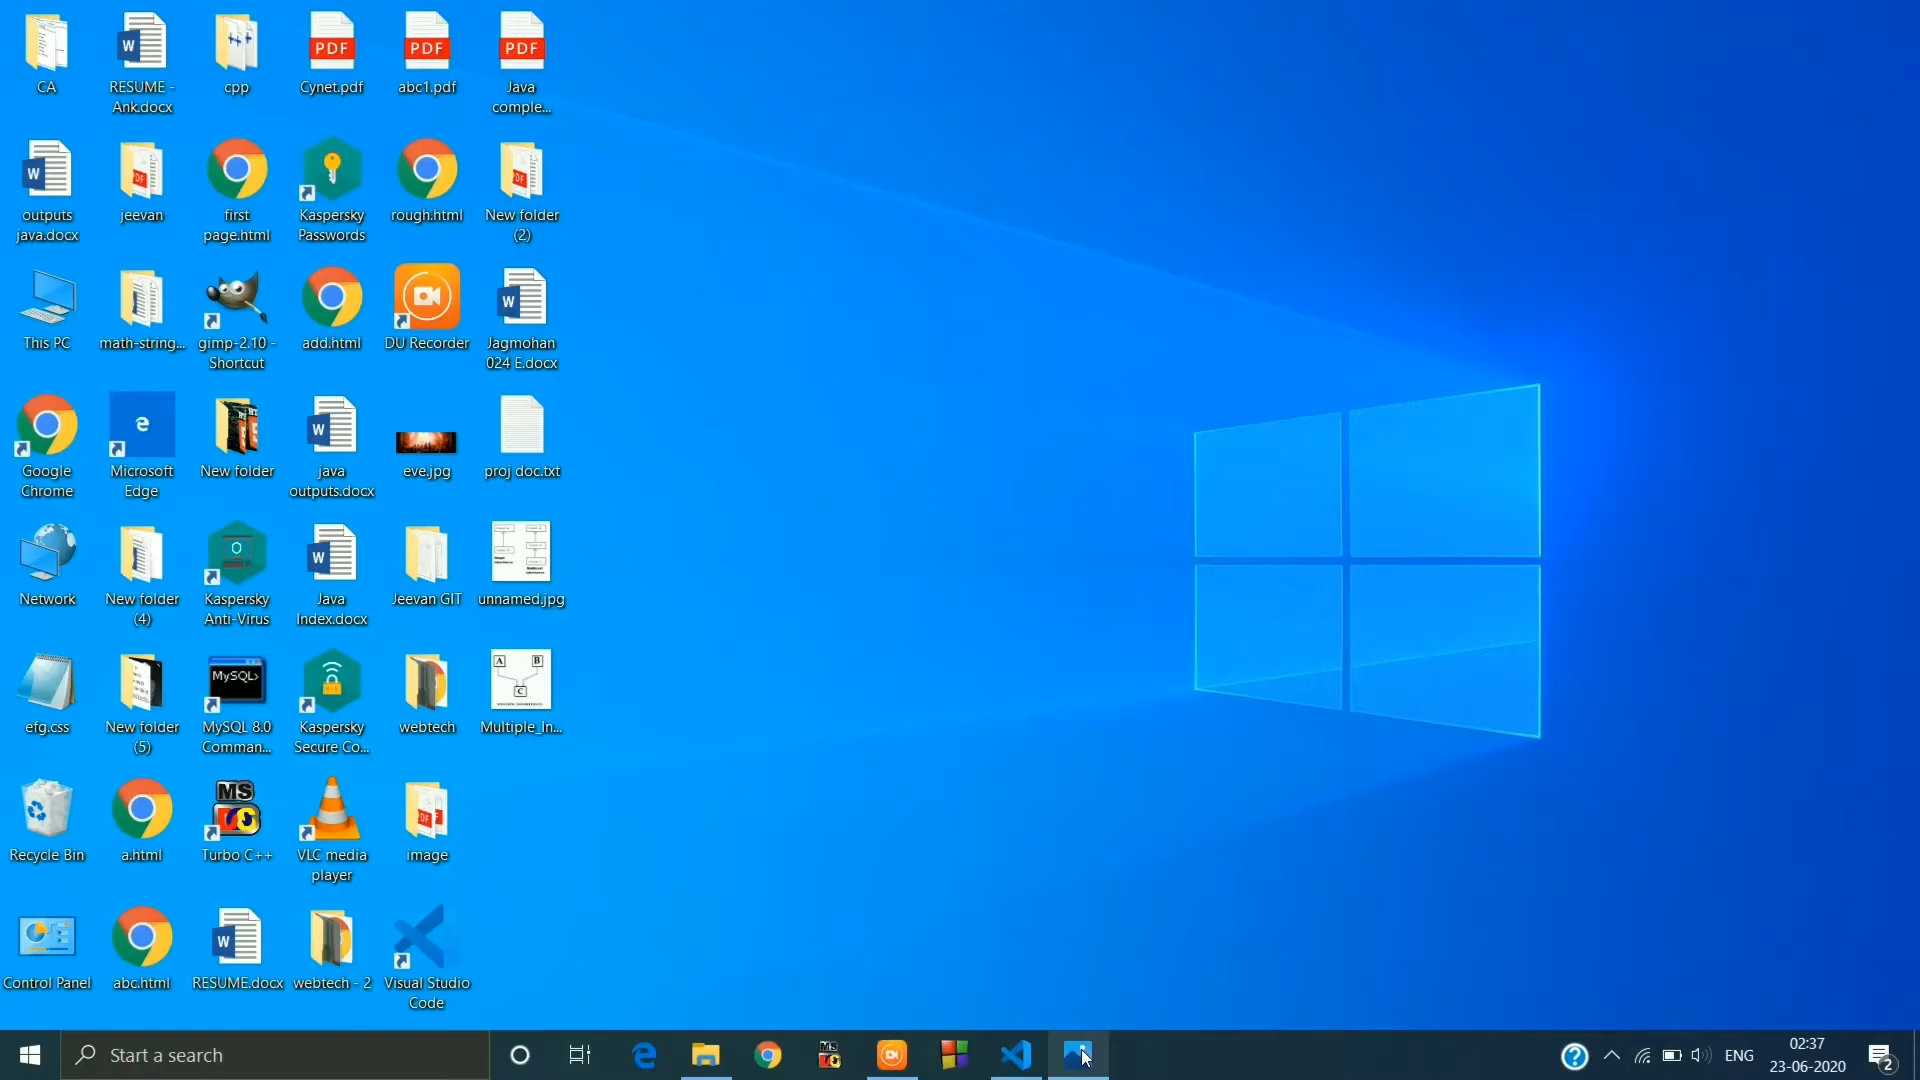 CA
RESUME -
Ank.docx
cpp
PDF
Cynet.pdf
PDF
abc1.pdf
PDF
Java
comple...
outputs
java.docx
jeevan
first
page.html
Kaspersky
Passwords
rough.html
New folder
(2)
This PC
math-string...
gimp-2.10 -
Shortcut
add.html
DU Recorder
Jagmohan
024 E.docx
Google
Chrome
Microsoft
Edge
New folder
java
outputs.docx
eve.jpg
proj doc.txt
Network
New folder
(4)
Kaspersky
Anti-Virus
Java
Index.docx
Jeevan GIT
unnamed.jpg
efg.css
New folder
(5)
MySQL>
MySQL 8.0
Comman...
Kaspersky
Secure Co...
webtech
A B
C
Multiple_In...
Recycle Bin
a.html
MS
Turbo C++
VLC media
player
image
Control Panel
abc.html
RESUME.docx
webtech - 2
Visual Studio
Code
Start a search
ENG
02:37
23-06-2020
2